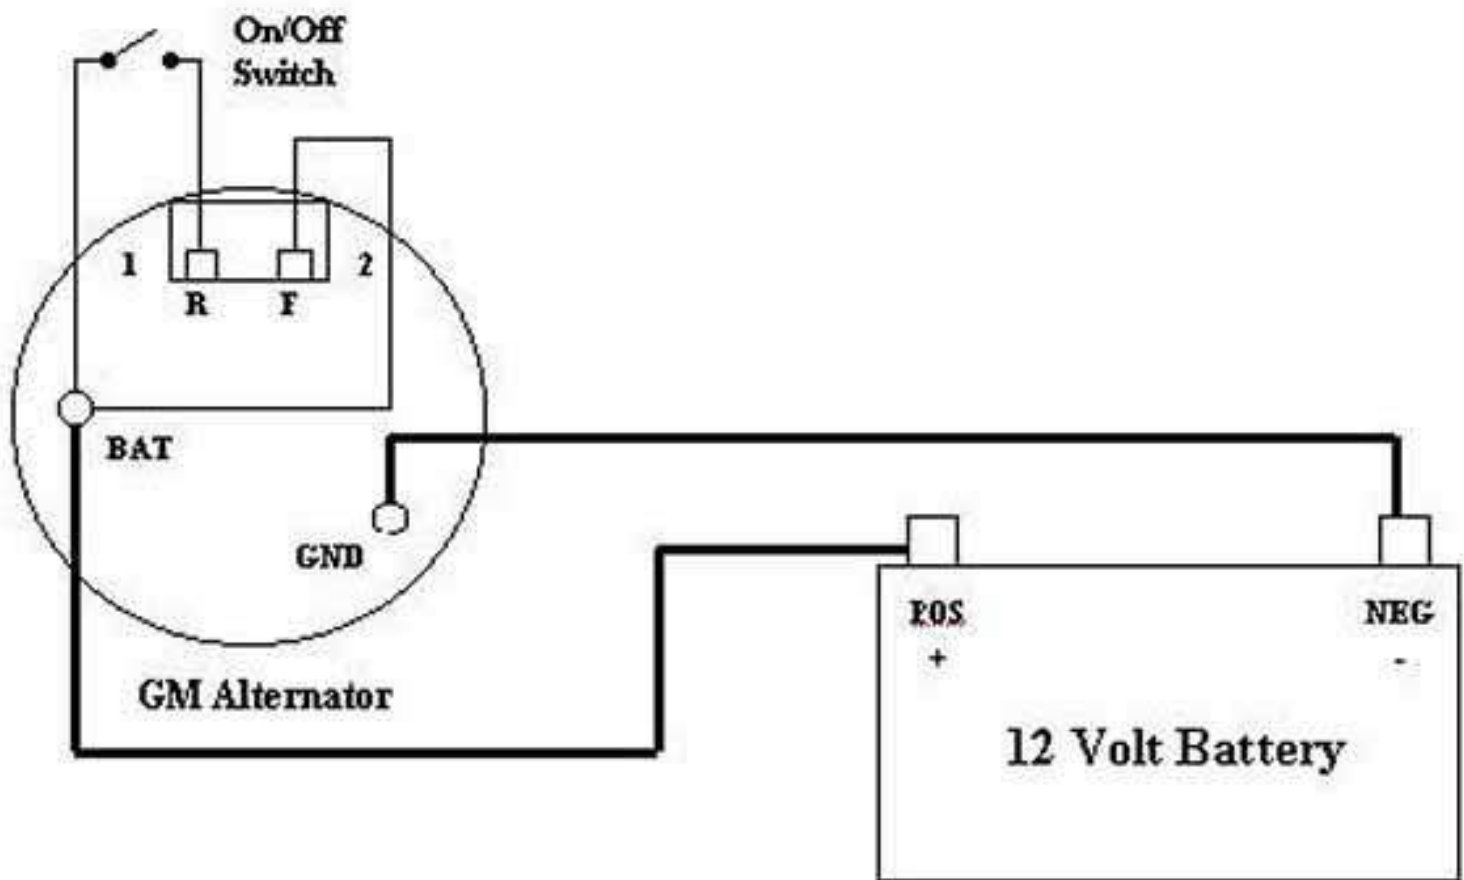 On/Off
Switch
1
2
R
F
BAT
GND
GM Alternator
POS
+
NEG
-
12 Volt Battery